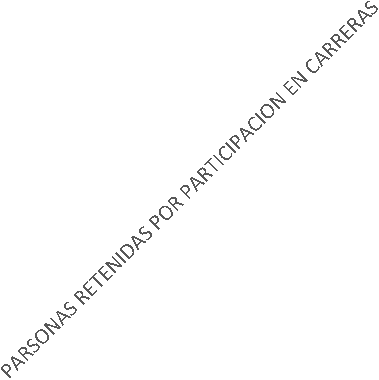 PARSONAS RETENIDAS POR PARTICIPACION EN CARRERAS